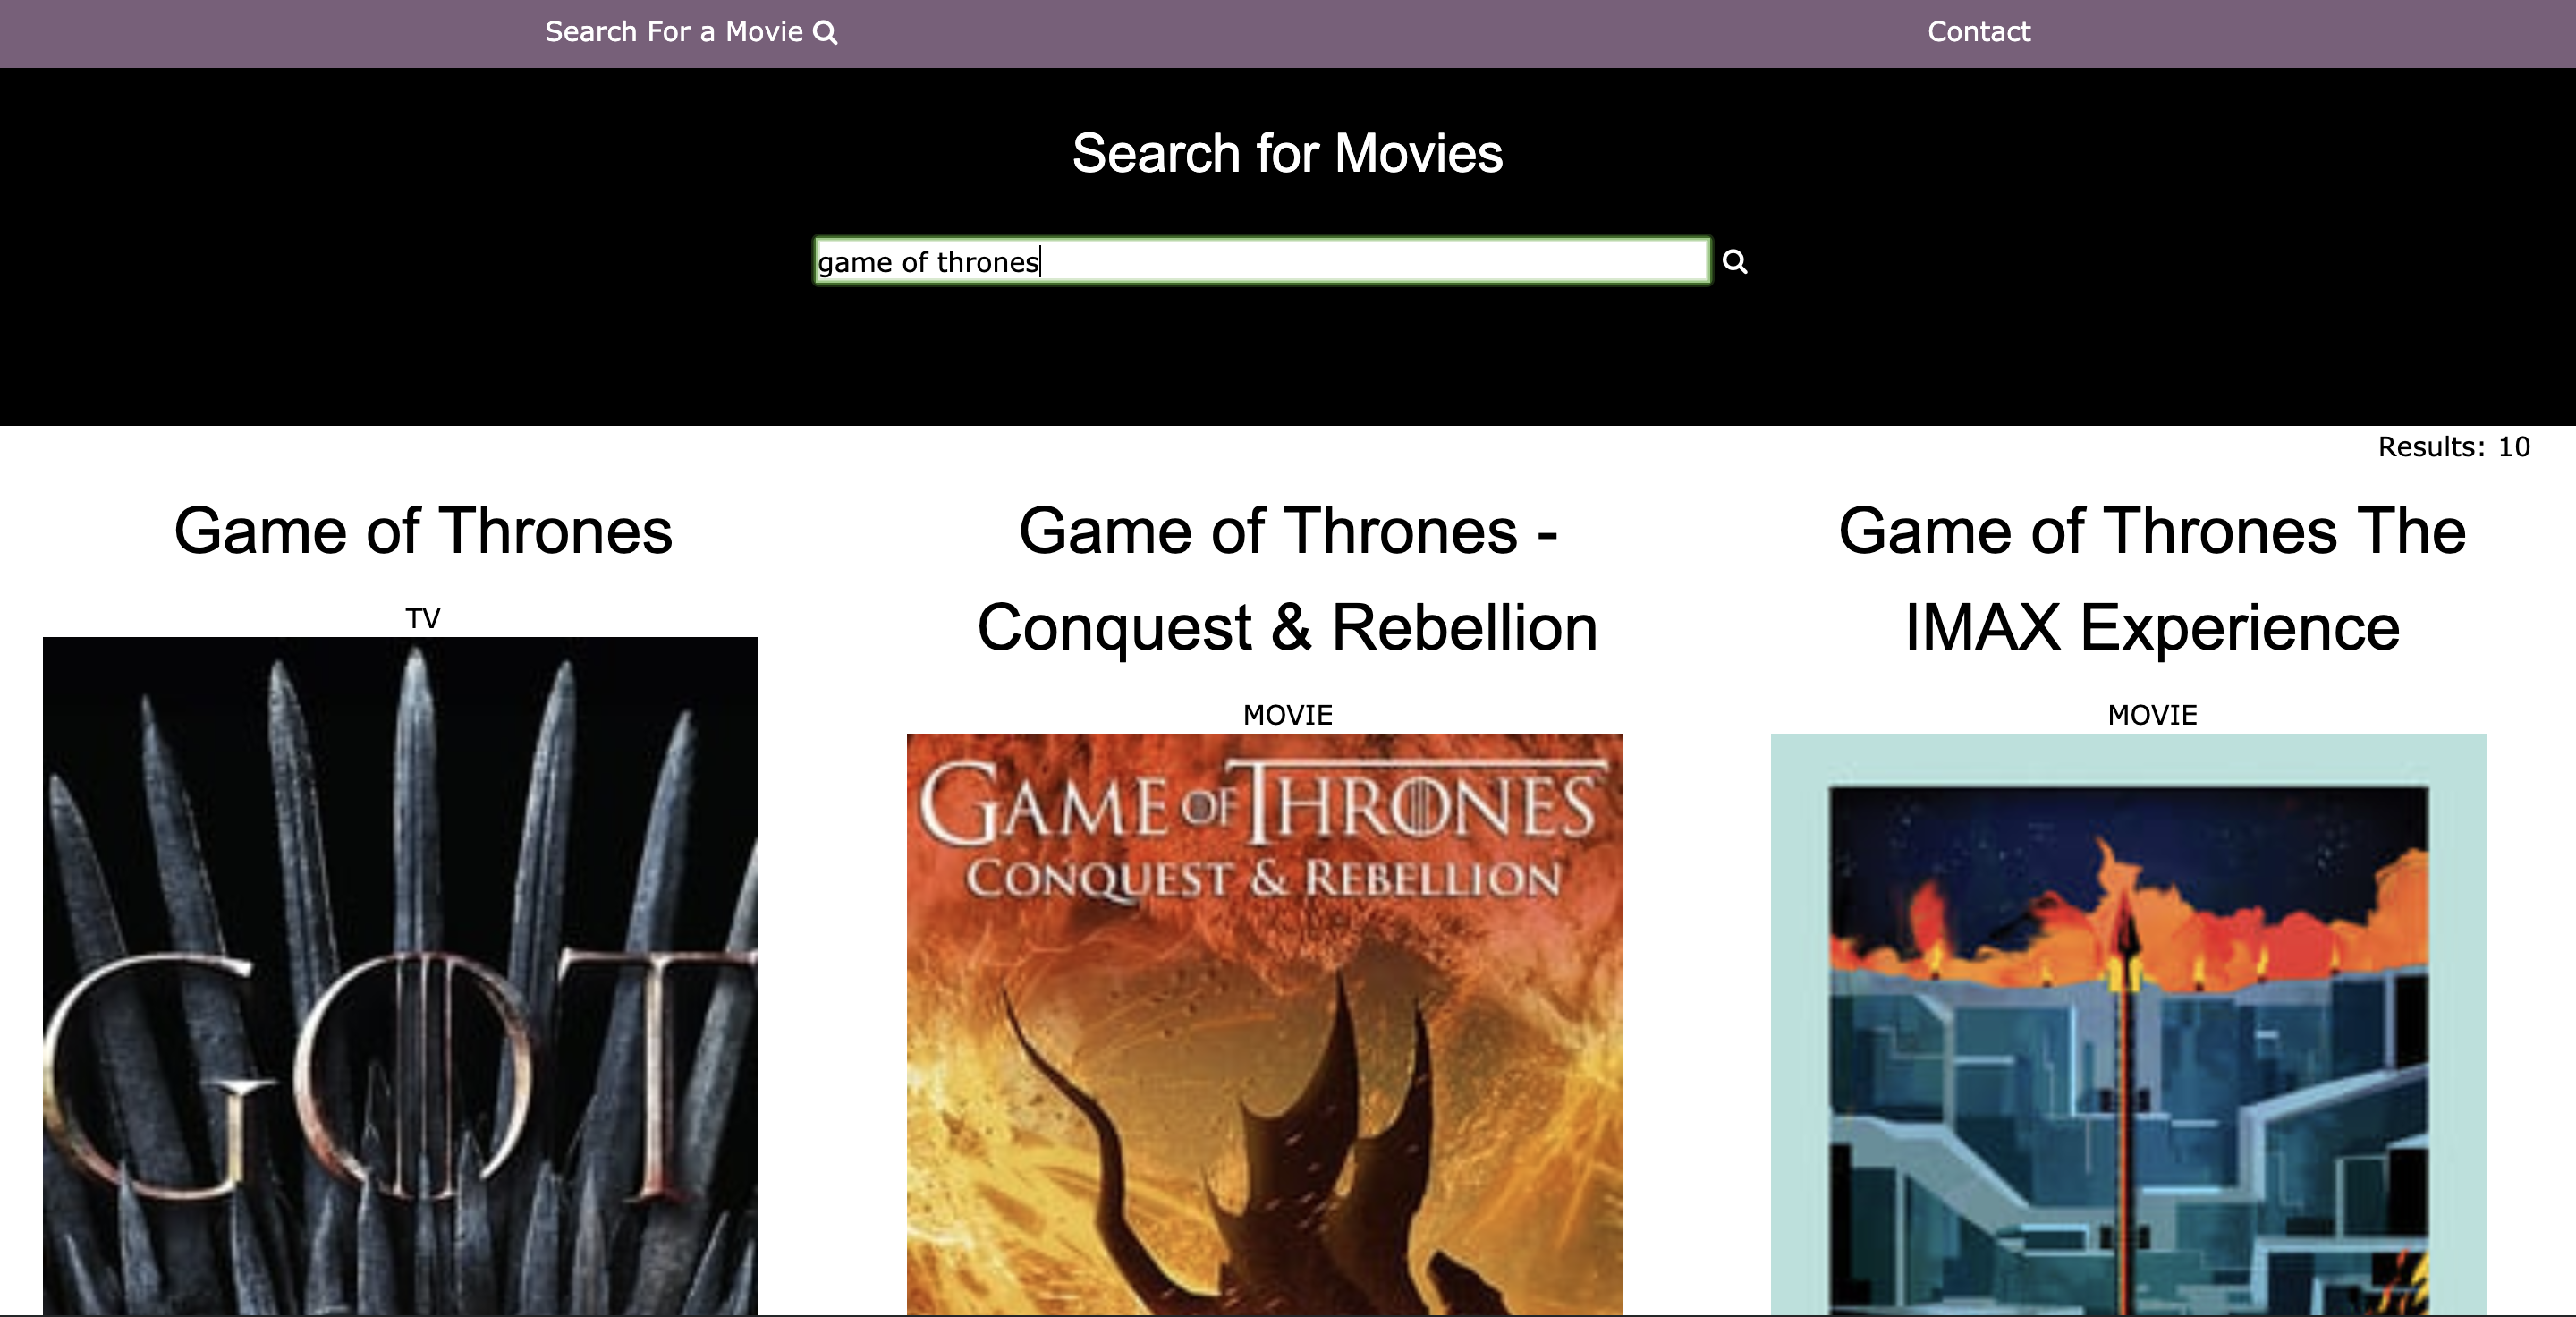 Search For a Movie
Contact
Search for Movies
game of thrones
Results: 10
Game of Thrones
TV
GOT
Game of Thrones -
Conquest & Rebellion
MOVIE
GAME OF THRONES
CONQUEST & REBELLION
Game of Thrones The
IMAX Experience
MOVIE